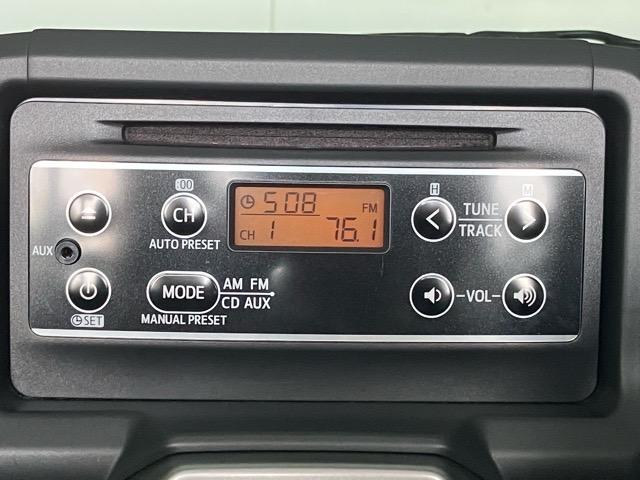 :00
CH
AUTO PRESET
5 08
FM
CH 1 76.1
H
M
TUNE
TRACK
AUX
SET
MODE
AM FM
CD AUX
MANUAL PRESET
-VOL-